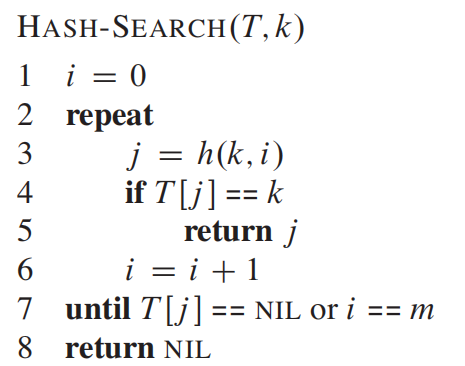 HASH-SEARCH(T, k)
1 i = 0
2 repeat
3 j = h(k, i)
4 if T[j] == k
5 return j
6 i = i + 1
7 until T[j] == NIL or i == m
8 return NIL